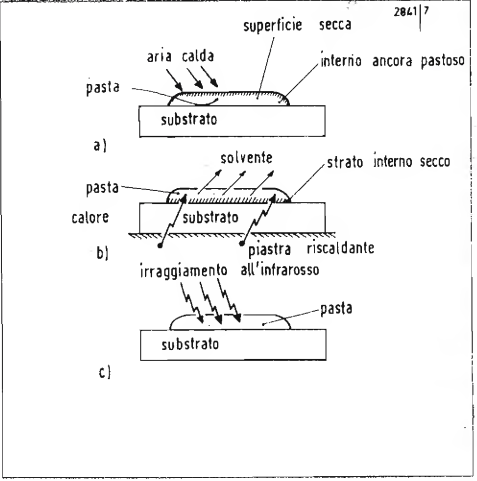 2841 7
superficie secca
aria calda
interno ancora pastoso
pasta
substrato
a)
solvente
strato interno secco
pasta
calore
substrato
b)
piastra riscaldante
irraggiamento all'infrarosso
pasta
substrato
c)